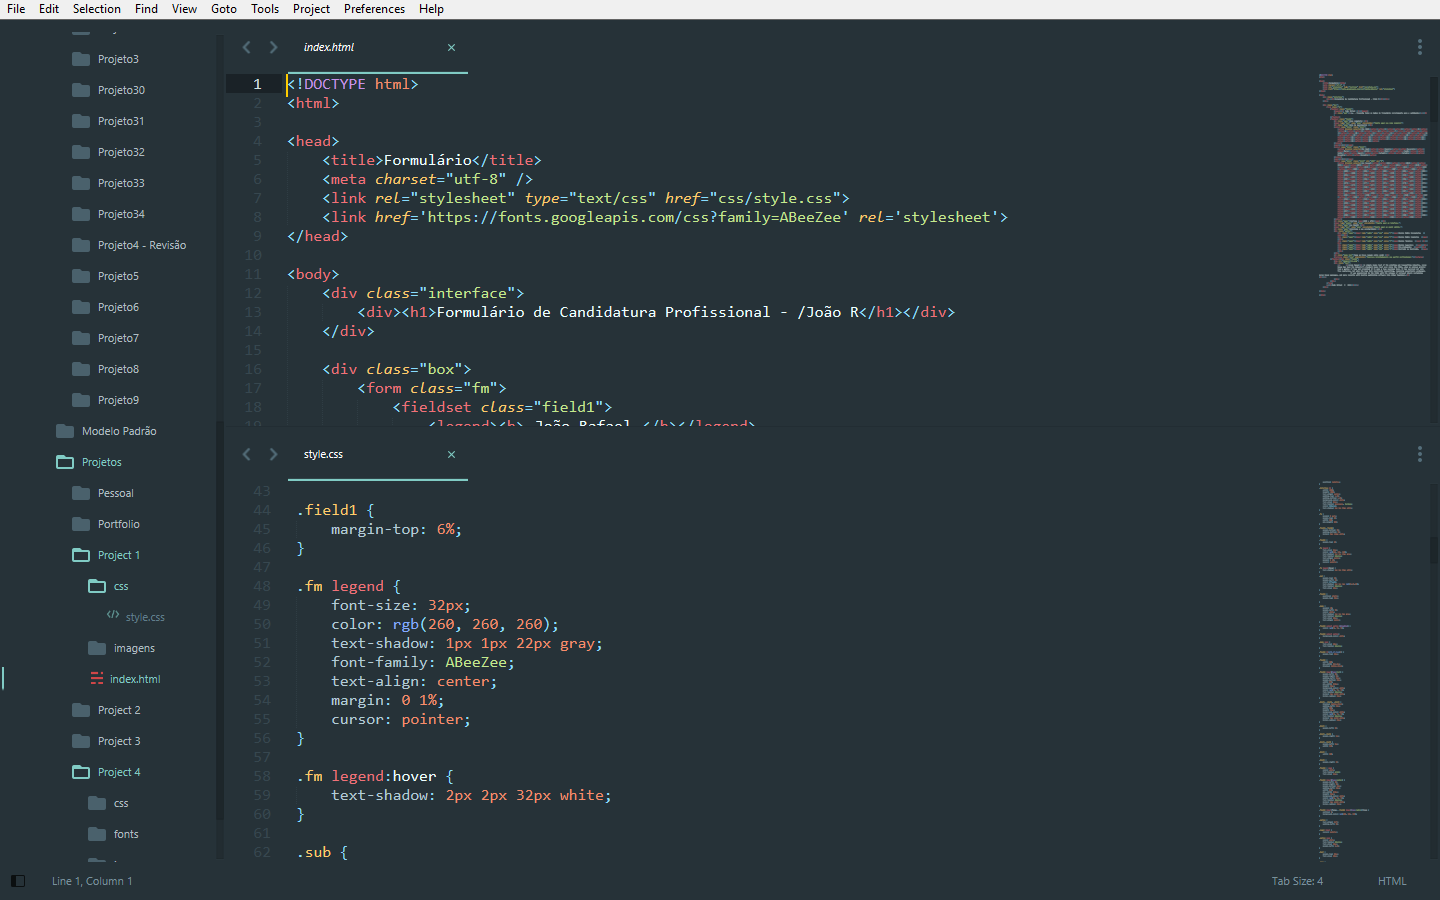 File Edit Selection Find View Goto Tools Project Preferences Help
Projeto3
Projeto30
Projeto31
Projeto32
Projeto33
Projeto34
Projeto4 - Revisão
Projeto5
Projeto6
Projeto7
Projeto8
Projeto9
Modelo Padrão
Projetos
Pessoal
Portfolio
Project 1
css
style.css
imagens
index.html
Project 2
Project 3
Project 4
css
fonts
index.html
1 <!DOCTYPE html>
2 <html>
3
4 <head>
5 <title>Formulário</title>
6 <meta charset="utf-8" />
7 <link rel="stylesheet" type="text/css" href="css/style.css">
8 <link href='https://fonts.googleapis.com/css?family=ABeeZee' rel='stylesheet'>
9 </head>
10
11 <body>
12 <div class="interface">
13 <div><h1>Formulário de Candidatura Profissional - /João R</h1></div>
14 </div>
15
16 <div class="box">
17 <form class="fm">
18 <fieldset class="field1">
19 <legend><b> João Rafael </b></legend>
style.css
43
44 .field1 {
45 margin-top: 6%;
46 }
47
48 .fm legend {
49 font-size: 32px;
50 color: rgb(260, 260, 260);
51 text-shadow: 1px 1px 22px gray;
52 font-family: ABeeZee;
53 text-align: center;
54 margin: 0 1%;
55 cursor: pointer;
56 }
57
58 .fm legend:hover {
59 text-shadow: 2px 2px 32px white;
60 }
61
62 .sub {
Line 1, Column 1
Tab Size: 4
HTML